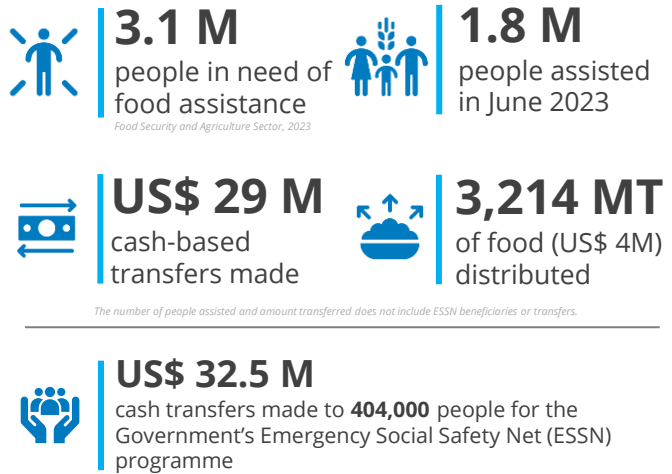 3.1 M
people in need of
food assistance
Food Security and Agriculture Sector, 2023
1.8 M
people assisted
in June 2023
US$ 29 M
cash-based
transfers made
3,214 MT
of food (US$ 4M)
distributed
The number of people assisted and amount transferred does not include ESSN beneficiaries or transfers.
US$ 32.5 M
cash transfers made to 404,000 people for the
Government’s Emergency Social Safety Net (ESSN)
programme